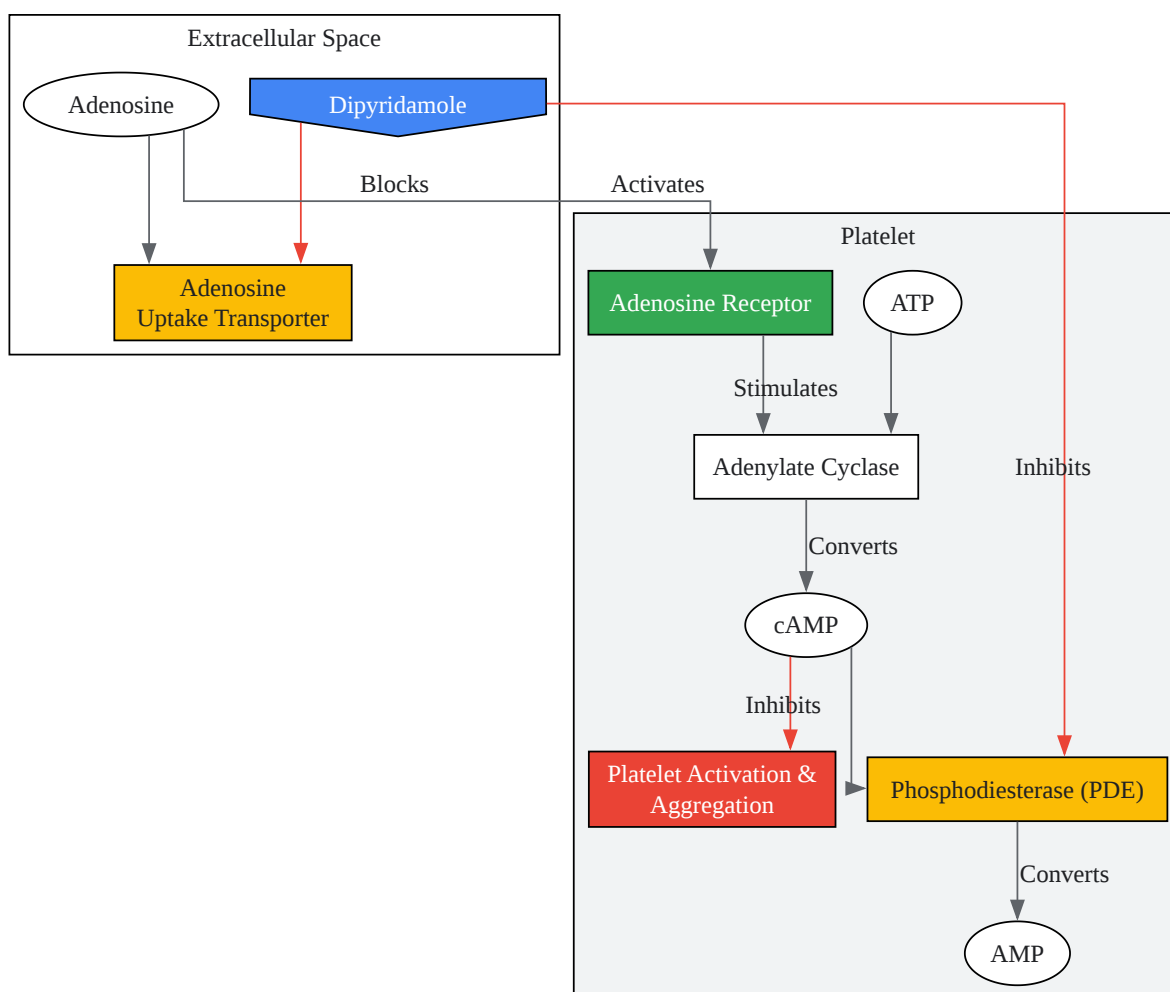 Extracellular Space
Adenosine
Dipyridamole
Blocks
Activates
Adenosine
Uptake Transporter
Platelet
Adenosine Receptor
ATP
Stimulates
Adenylate Cyclase
Inhibits
Converts
cAMP
Inhibits
Platelet Activation &
Aggregation
Phosphodiesterase (PDE)
Converts
AMP